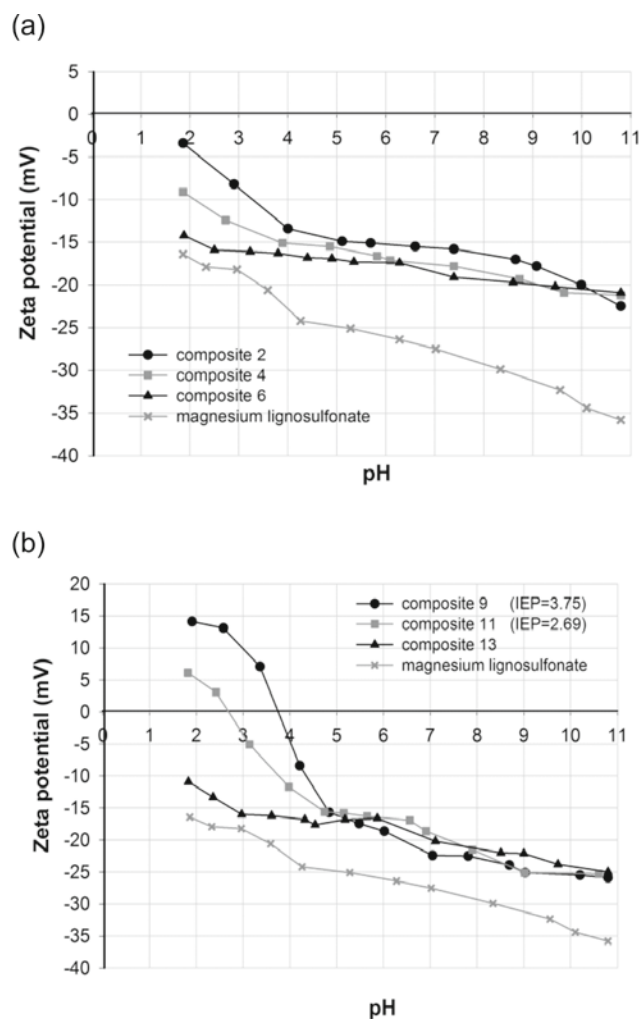 (a)
5
0
0 1 2 3 4 5 6 7 8 9 10 11
-5
-10
-15
-20
-25
-30
-35
-40
Zeta potential (mV)
composite 2
composite 4
composite 6
magnesium lignosulfonate
pH
(b)
20
15
10
5
0
0 1 2 3 4 5 6 7 8 9 10 11
-5
-10
-15
-20
-25
-30
-35
-40
Zeta potential (mV)
composite 9 (IEP=3.75)
composite 11 (IEP=2.69)
composite 13
magnesium lignosulfonate
pH